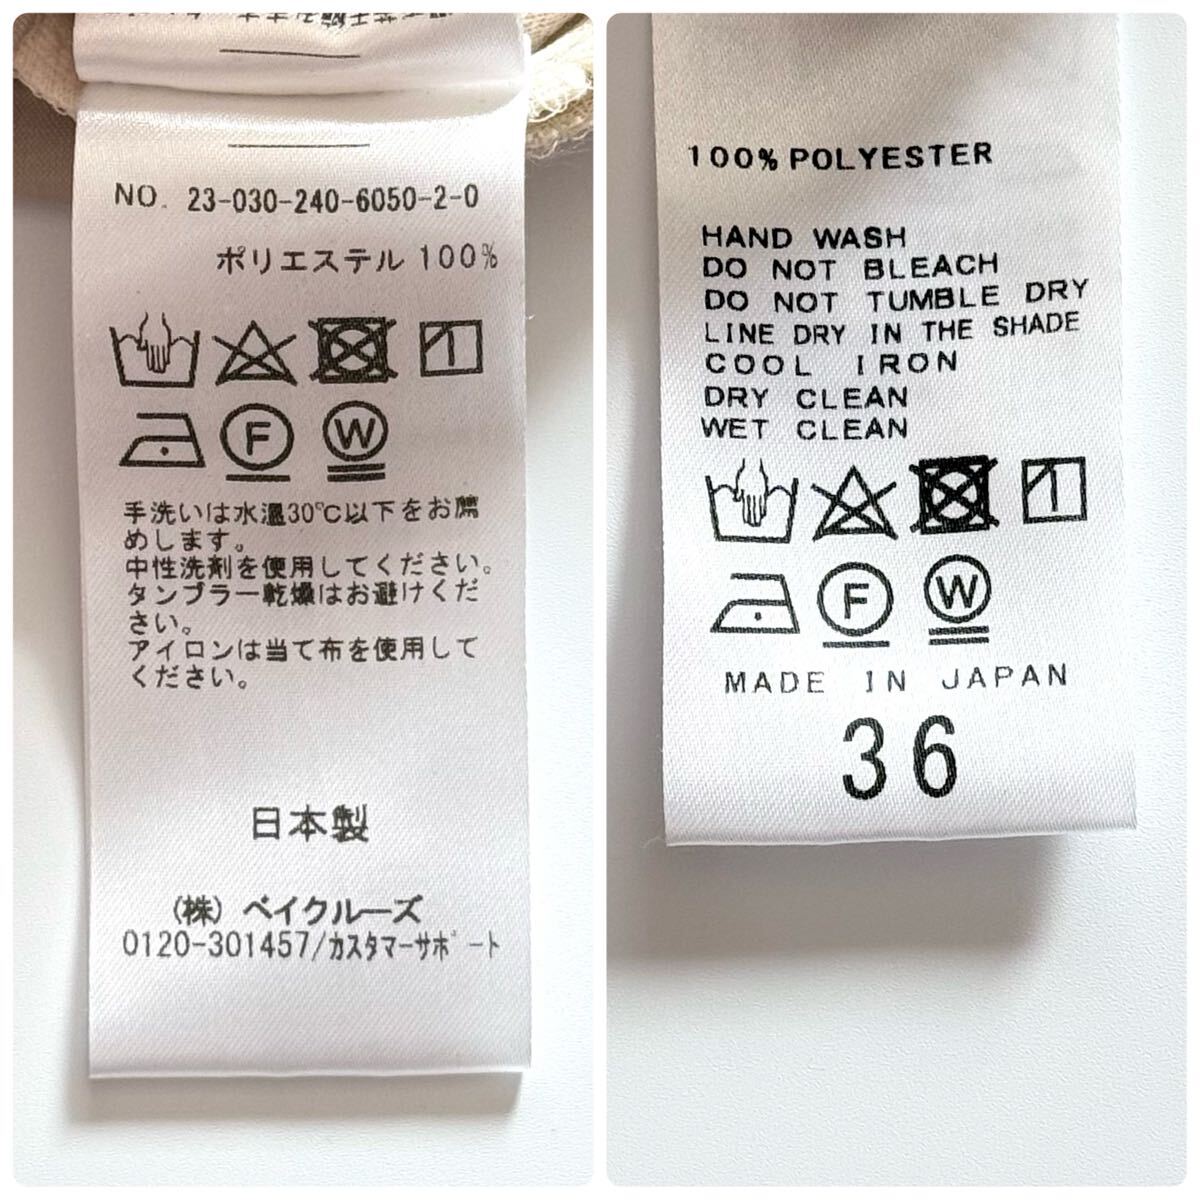 NO. 23-030-240-6050-2-0
ポリエステル 100%
F W
手洗いは水温30℃以下をお薦
めします。
中性洗剤を使用してください。
タンブラー乾燥はお避けくだ
さい。
アイロンは当て布を使用して
ください。
日本製
(株) ベイクルーズ
0120-301457/カスタマーサポート
100% POLYESTER
HAND WASH
DO NOT BLEACH
DO NOT TUMBLE DRY
LINE DRY IN THE SHADE
COOL IRON
DRY CLEAN
WET CLEAN
F W
MADE IN JAPAN
36